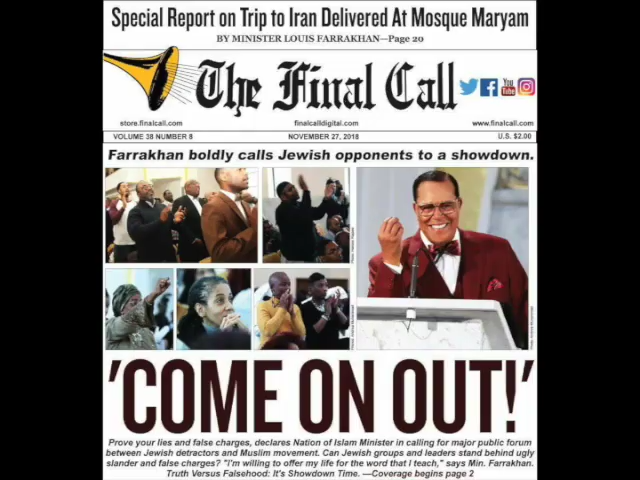 Special Report on Trip to Iran Delivered At Mosque Maryam
BY MINISTER LOUIS FARRAKHAN—Page 20
The Final Call
You
Tube
store.finalcall.com finalcalldigital.com www.finalcall.com
VOLUME 38 NUMBER 8 NOVEMBER 27, 2018 U.S. $2.00
Farrakhan boldly calls Jewish opponents to a showdown.
'COME ON OUT!'
Prove your lies and false charges, declares Nation of Islam Minister in calling for major public forum
between Jewish detractors and Muslim movement. Can Jewish groups and leaders stand behind ugly
slander and false charges? "I'm willing to offer my life for the word that I teach," says Min. Farrakhan.
Truth Versus Falsehood: It's Showdown Time. —Coverage begins page 2